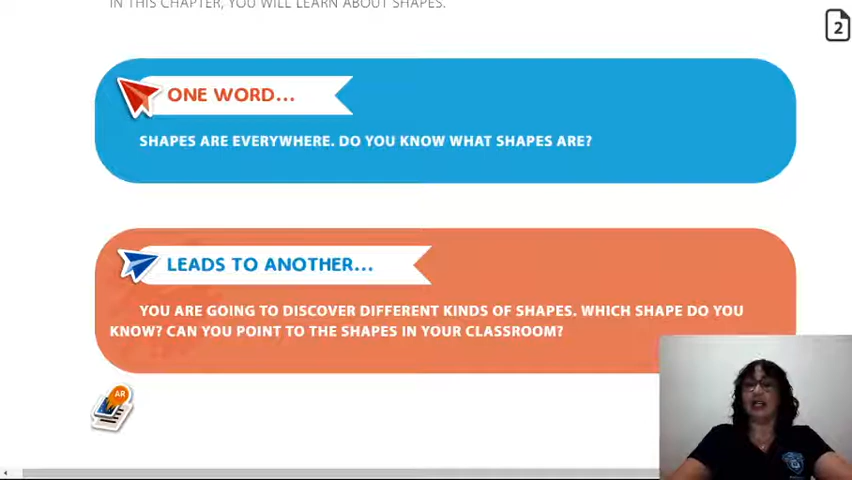 IN THIS CHAPTER, YOU WILL LEARN ABOUT SHAPES.
2
ONE WORD...
SHAPES ARE EVERYWHERE. DO YOU KNOW WHAT SHAPES ARE?
LEADS TO ANOTHER...
YOU ARE GOING TO DISCOVER DIFFERENT KINDS OF SHAPES. WHICH SHAPE DO YOU
KNOW? CAN YOU POINT TO THE SHAPES IN YOUR CLASSROOM?
AR